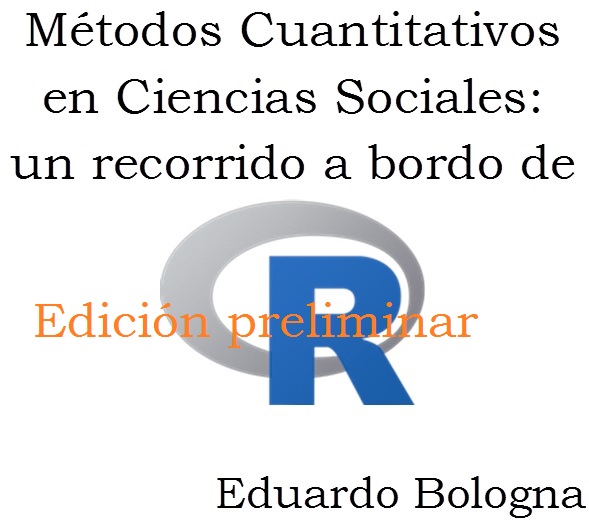 Métodos Cuantitativos
en Ciencias Sociales:
un recorrido a bordo de
R
Edición preliminar
Eduardo Bologna